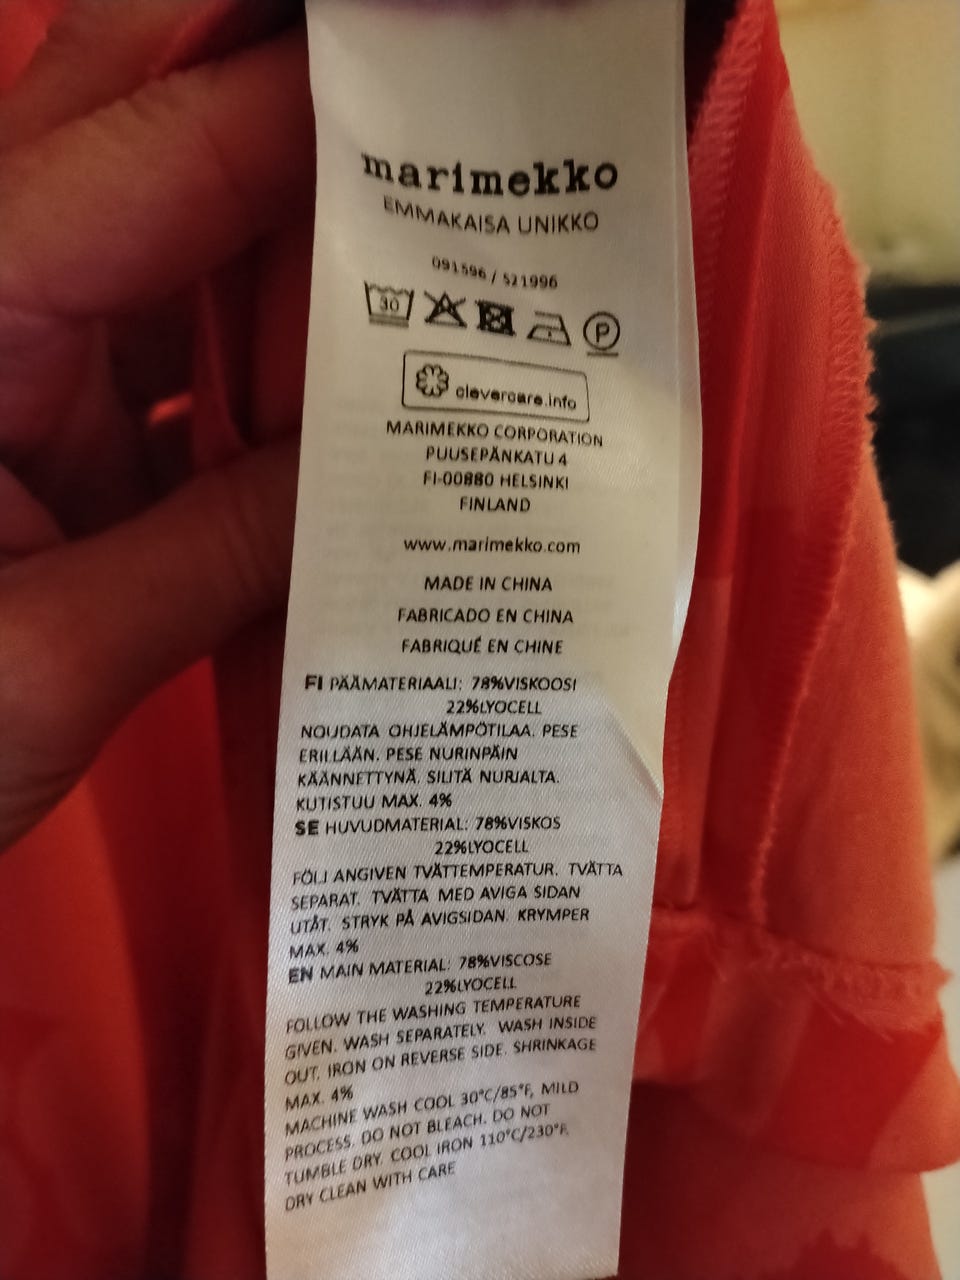 marimekko
EMMAKAISA UNIKKO
091596 / 521996
30
P
clevercare.info
MARIMEKKO CORPORATION
PUUSEPÄNKATU 4
FI-00880 HELSINKI
FINLAND
www.marimekko.com
MADE IN CHINA
FABRICADO EN CHINA
FABRIQUÉ EN CHINE
FI PÄÄMATERIAALI: 78%VISKOOSI
22%LYOCELL
NOUDATA OHJELÄMPÖTILAA. PESE
ERILLÄÄN. PESE NURINPÄIN
KÄÄNNETTYNÄ. SILITÄ NURJALTA.
KUTISTUU MAX. 4%
SE HUVUDMATERIAL: 78%VISKOS
22%LYOCELL
FÖLJ ANGIVEN TVÄTTEMPERATUR. TVÄTTA
SEPARAT. TVÄTTA MED AVIGA SIDAN
UTÅT. STRYK PÅ AVIGSIDAN. KRYMPER
MAX. 4%
EN MAIN MATERIAL: 78%VISCOSE
22%LYOCELL
FOLLOW THE WASHING TEMPERATURE
GIVEN. WASH SEPARATELY. WASH INSIDE
OUT. IRON ON REVERSE SIDE. SHRINKAGE
MAX. 4%
MACHINE WASH COOL 30°C/85°F, MILD
PROCESS. DO NOT BLEACH. DO NOT
TUMBLE DRY. COOL IRON 110°C/230°F.
DRY CLEAN WITH CARE